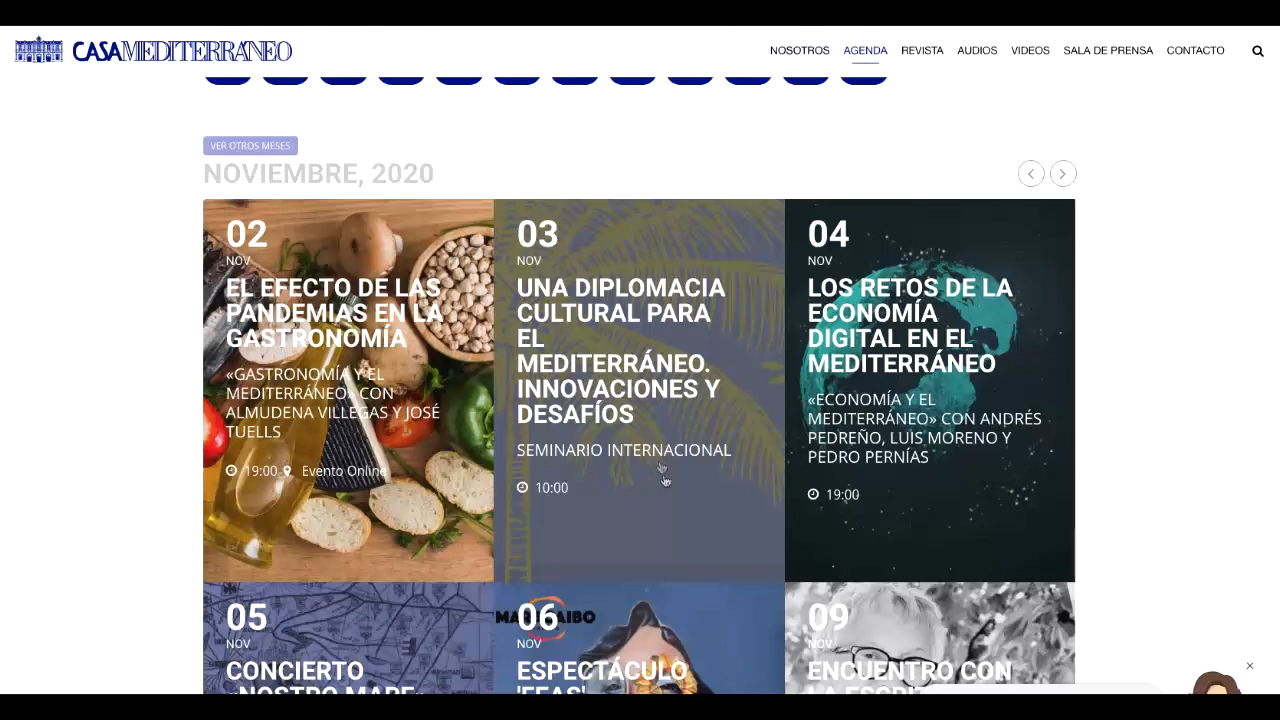 CASAMEDITERRÁNEO
NOSOTROS AGENDA REVISTA AUDIOS VIDEOS SALA DE PRENSA CONTACTO
VER OTROS MESES
NOVIEMBRE, 2020
02
NOV
EL EFECTO DE LAS
PANDEMIAS EN LA
GASTRONOMÍA
«GASTRONOMÍA Y EL
MEDITERRÁNEO» CON
ALMUDENA VILLEGAS Y JOSÉ
TUELLS
19:00 Evento Online
03
NOV
UNA DIPLOMACIA
CULTURAL PARA
EL
MEDITERRÁNEO.
INNOVACIONES Y
DESAFÍOS
SEMINARIO INTERNACIONAL
10:00
04
NOV
LOS RETOS DE LA
ECONOMÍA
DIGITAL EN EL
MEDITERRÁNEO
«ECONOMÍA Y EL
MEDITERRÁNEO» CON ANDRÉS
PEDREÑO, LUIS MORENO Y
PEDRO PERNÍAS
19:00
05
NOV
CONCIERTO
06
NOV
ESPECTÁCULO
09
NOV
ENCUENTRO CON